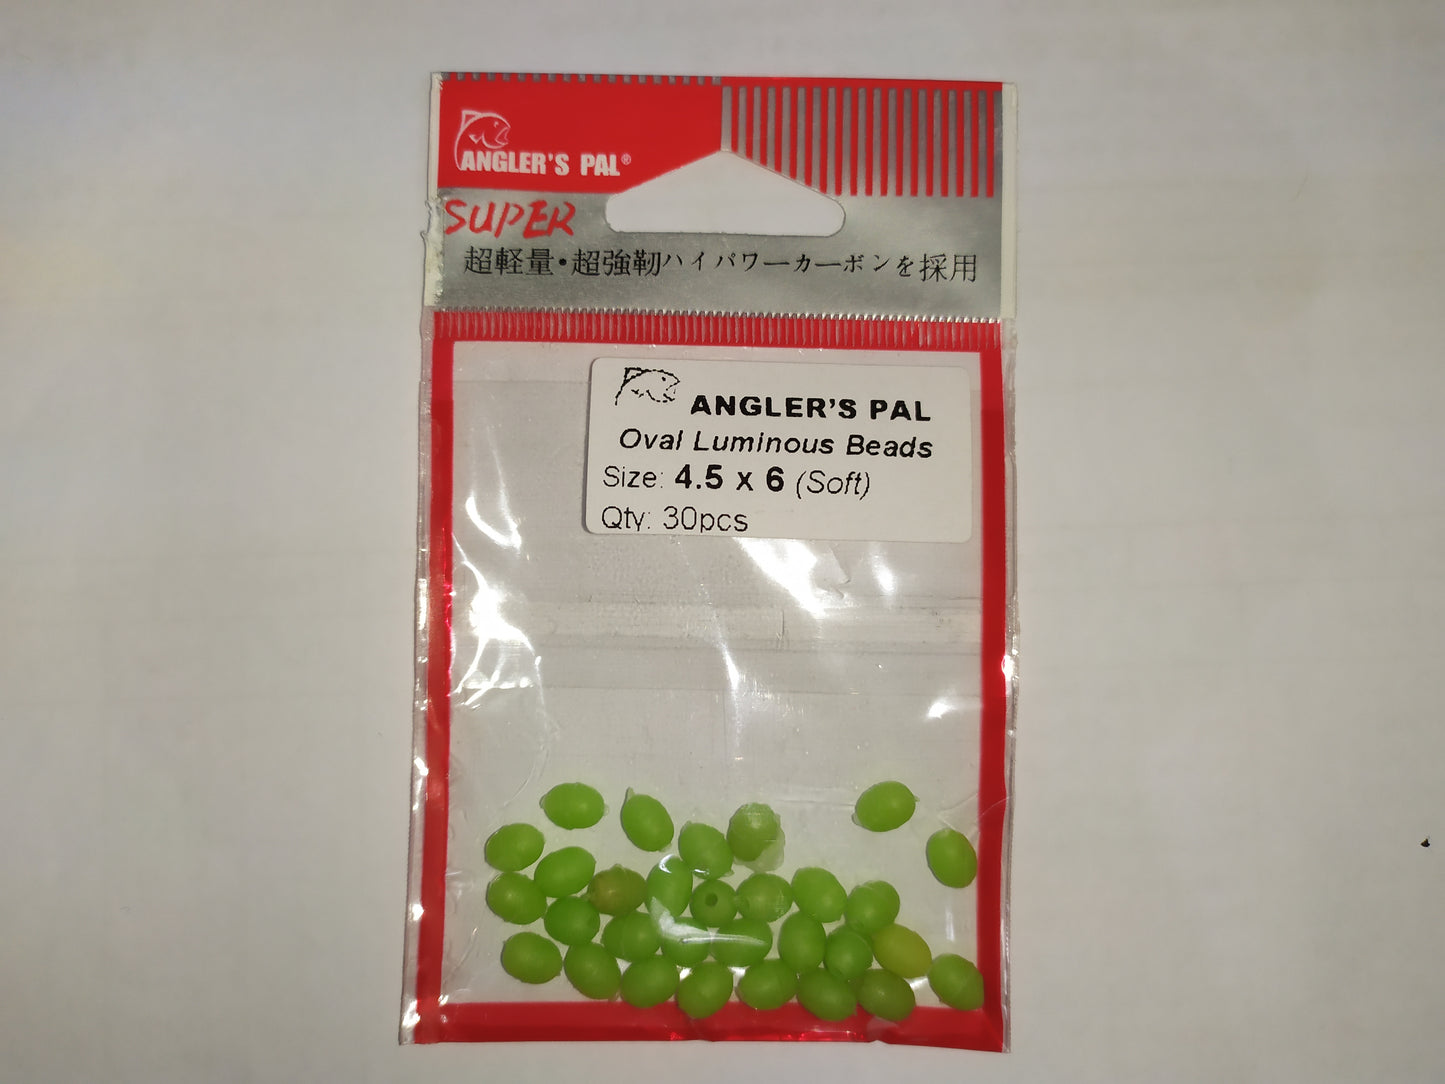 ANGLER'S PAL®
SUPER
超軽量・超強靭ハイパワーカーボンを採用
ANGLER'S PAL
Oval Luminous Beads
Size: 4.5 x 6 (Soft)
Qty: 30pcs